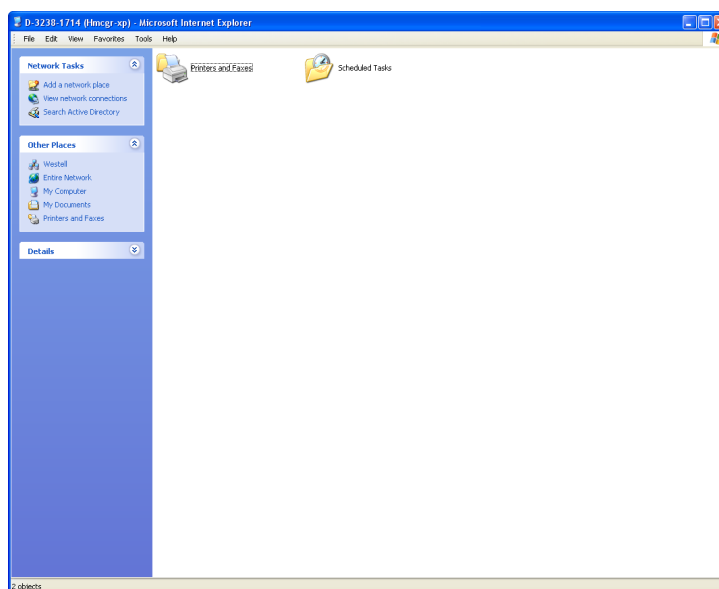 D-3238-1714 (Hmcgr-xp) - Microsoft Internet Explorer
File Edit View Favorites Tools Help
Network Tasks
Add a network place
View network connections
Search Active Directory
Other Places
Westell
Entire Network
My Computer
My Documents
Printers and Faxes
Details
Printers and Faxes
Scheduled Tasks
2 objects